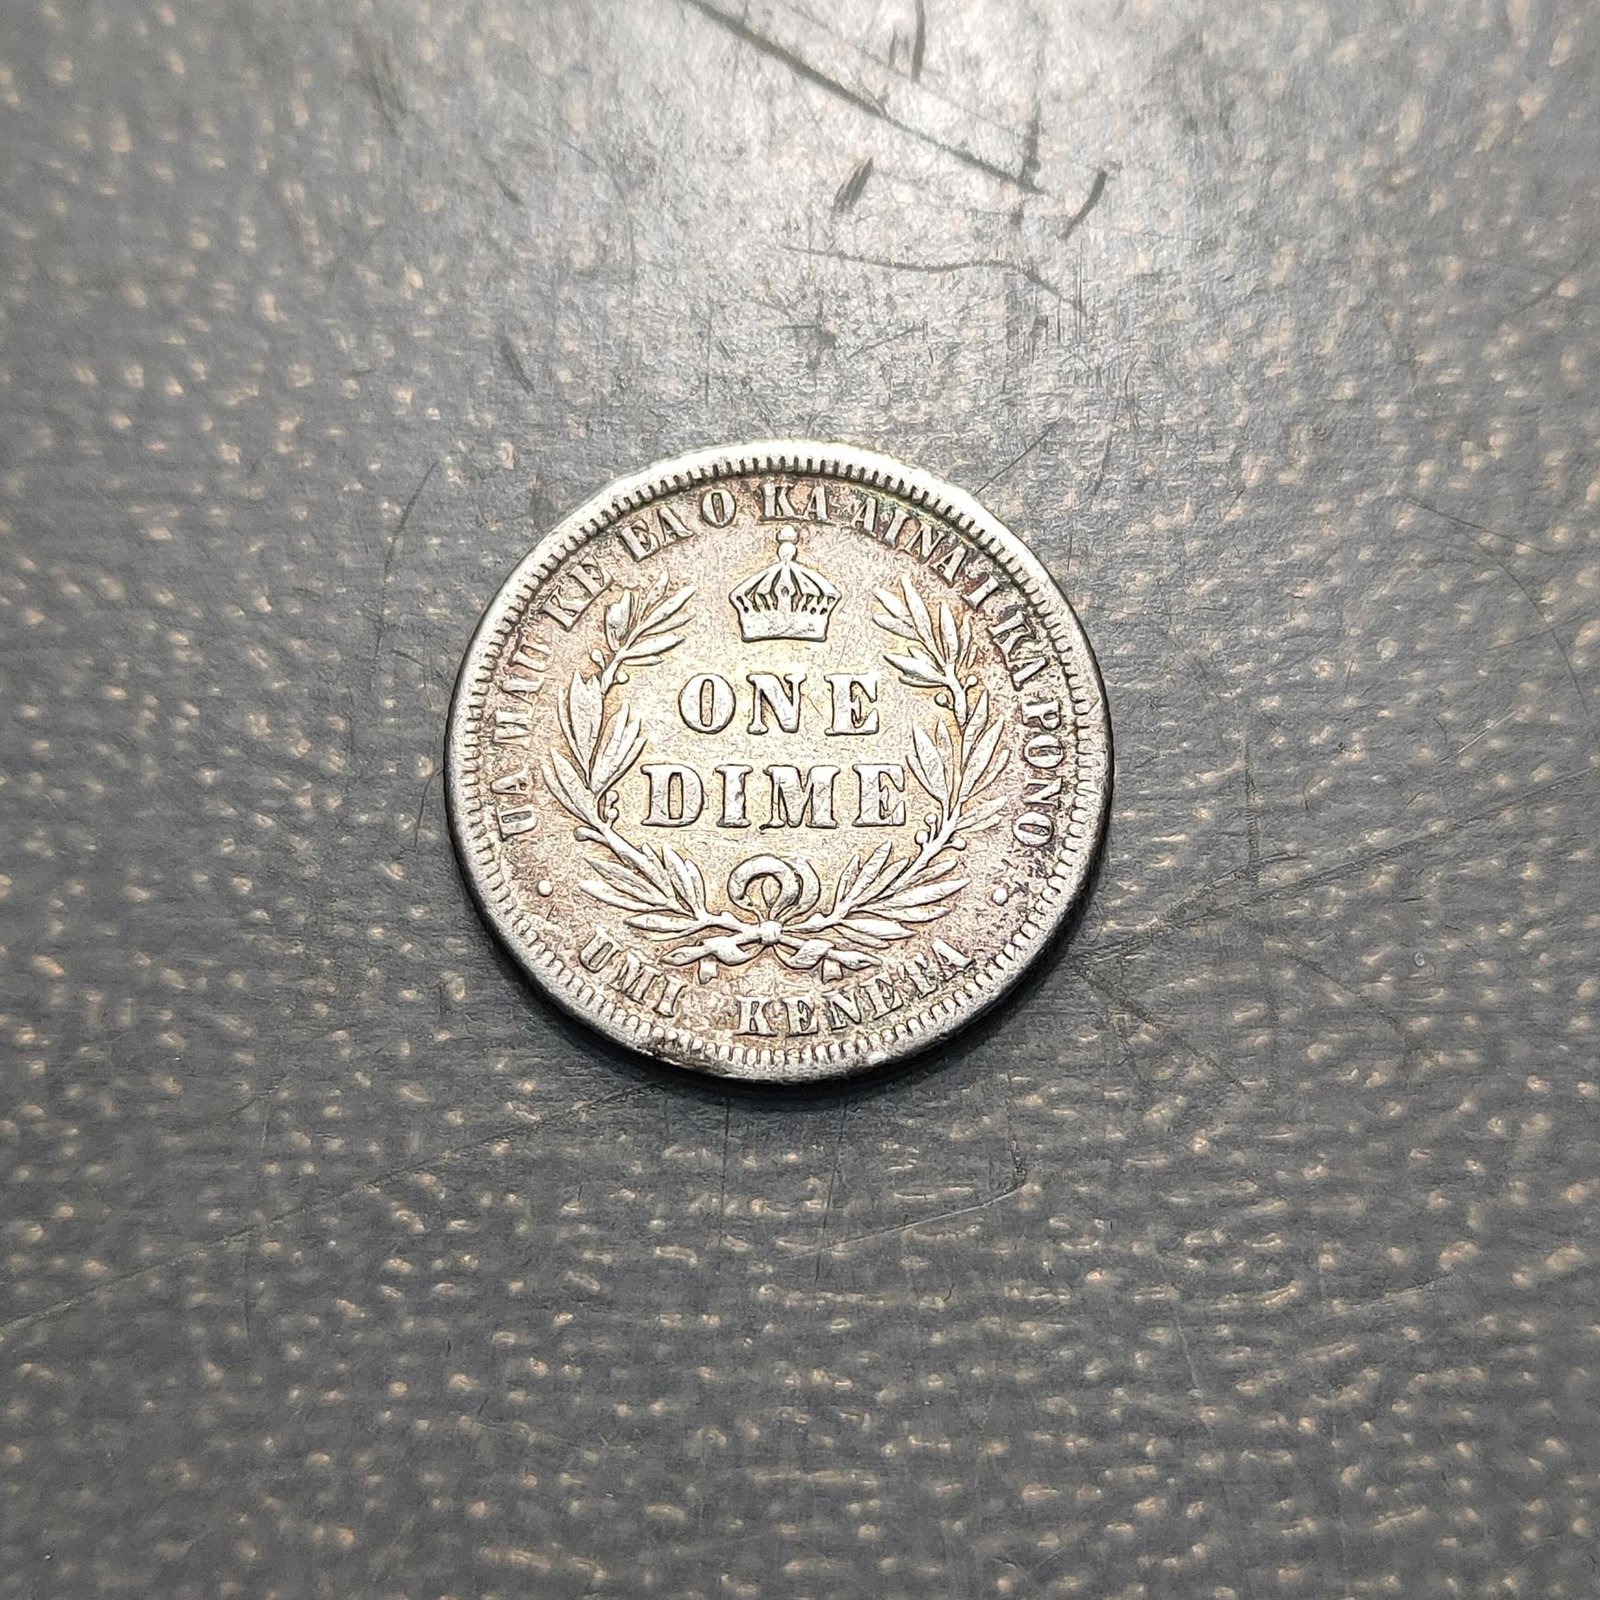 UA MAU KE EA O KA AINA I KA PONO
ONE
DIME
UMI KENETA